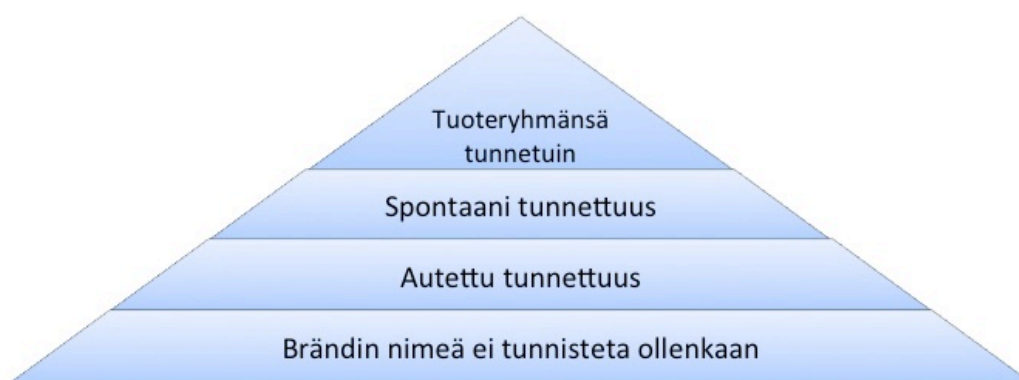 Tuoteryhmänsä
tunnetuin
Spontaani tunnettuus
Autettu tunnettuus
Brändin nimeä ei tunnisteta ollenkaan